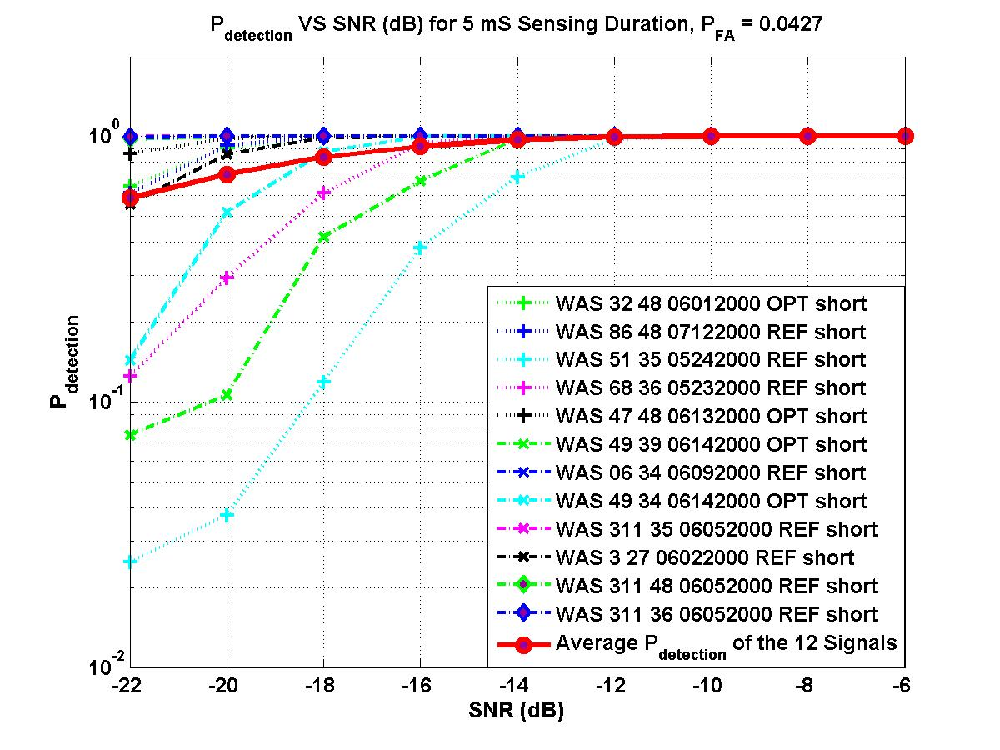 P_detection VS SNR (dB) for 5 mS Sensing Duration, P_FA = 0.0427
10^0
10^-1
10^-2
P_detection
-22 -20 -18 -16 -14 -12 -10 -8 -6
SNR (dB)
WAS 32 48 06012000 OPT short
WAS 86 48 07122000 REF short
WAS 51 35 05242000 REF short
WAS 68 36 05232000 REF short
WAS 47 48 06132000 OPT short
WAS 49 39 06142000 OPT short
WAS 06 34 06092000 REF short
WAS 49 34 06142000 OPT short
WAS 311 35 06052000 REF short
WAS 3 27 06022000 REF short
WAS 311 48 06052000 REF short
WAS 311 36 06052000 REF short
Average P_detection of the 12 Signals